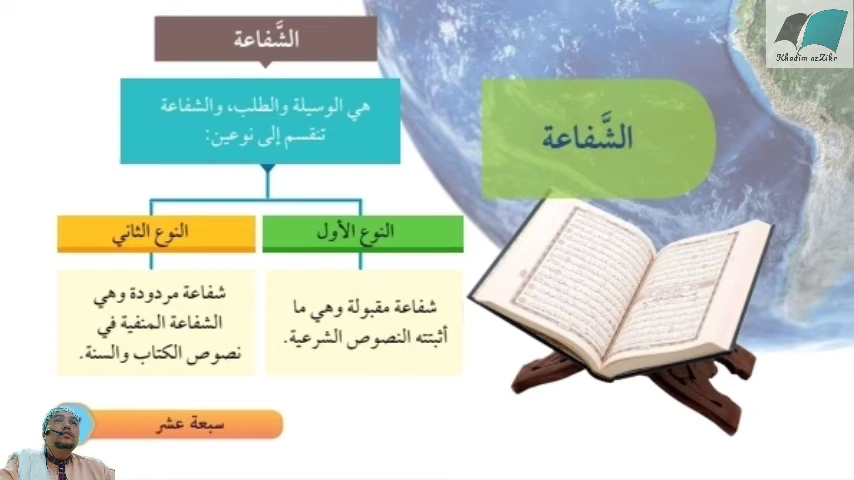 الشَّفاعة
هي الوسيلة والطلب، والشفاعة
تنقسم إلى نوعين:
الشَّفاعة
النوع الأول
النوع الثاني
شفاعة مقبولة وهي ما
أثبتته النصوص الشرعية.
شفاعة مردودة وهي
الشفاعة المنفية في
نصوص الكتاب والسنة.
سبعة عشر
Khadim azZikr